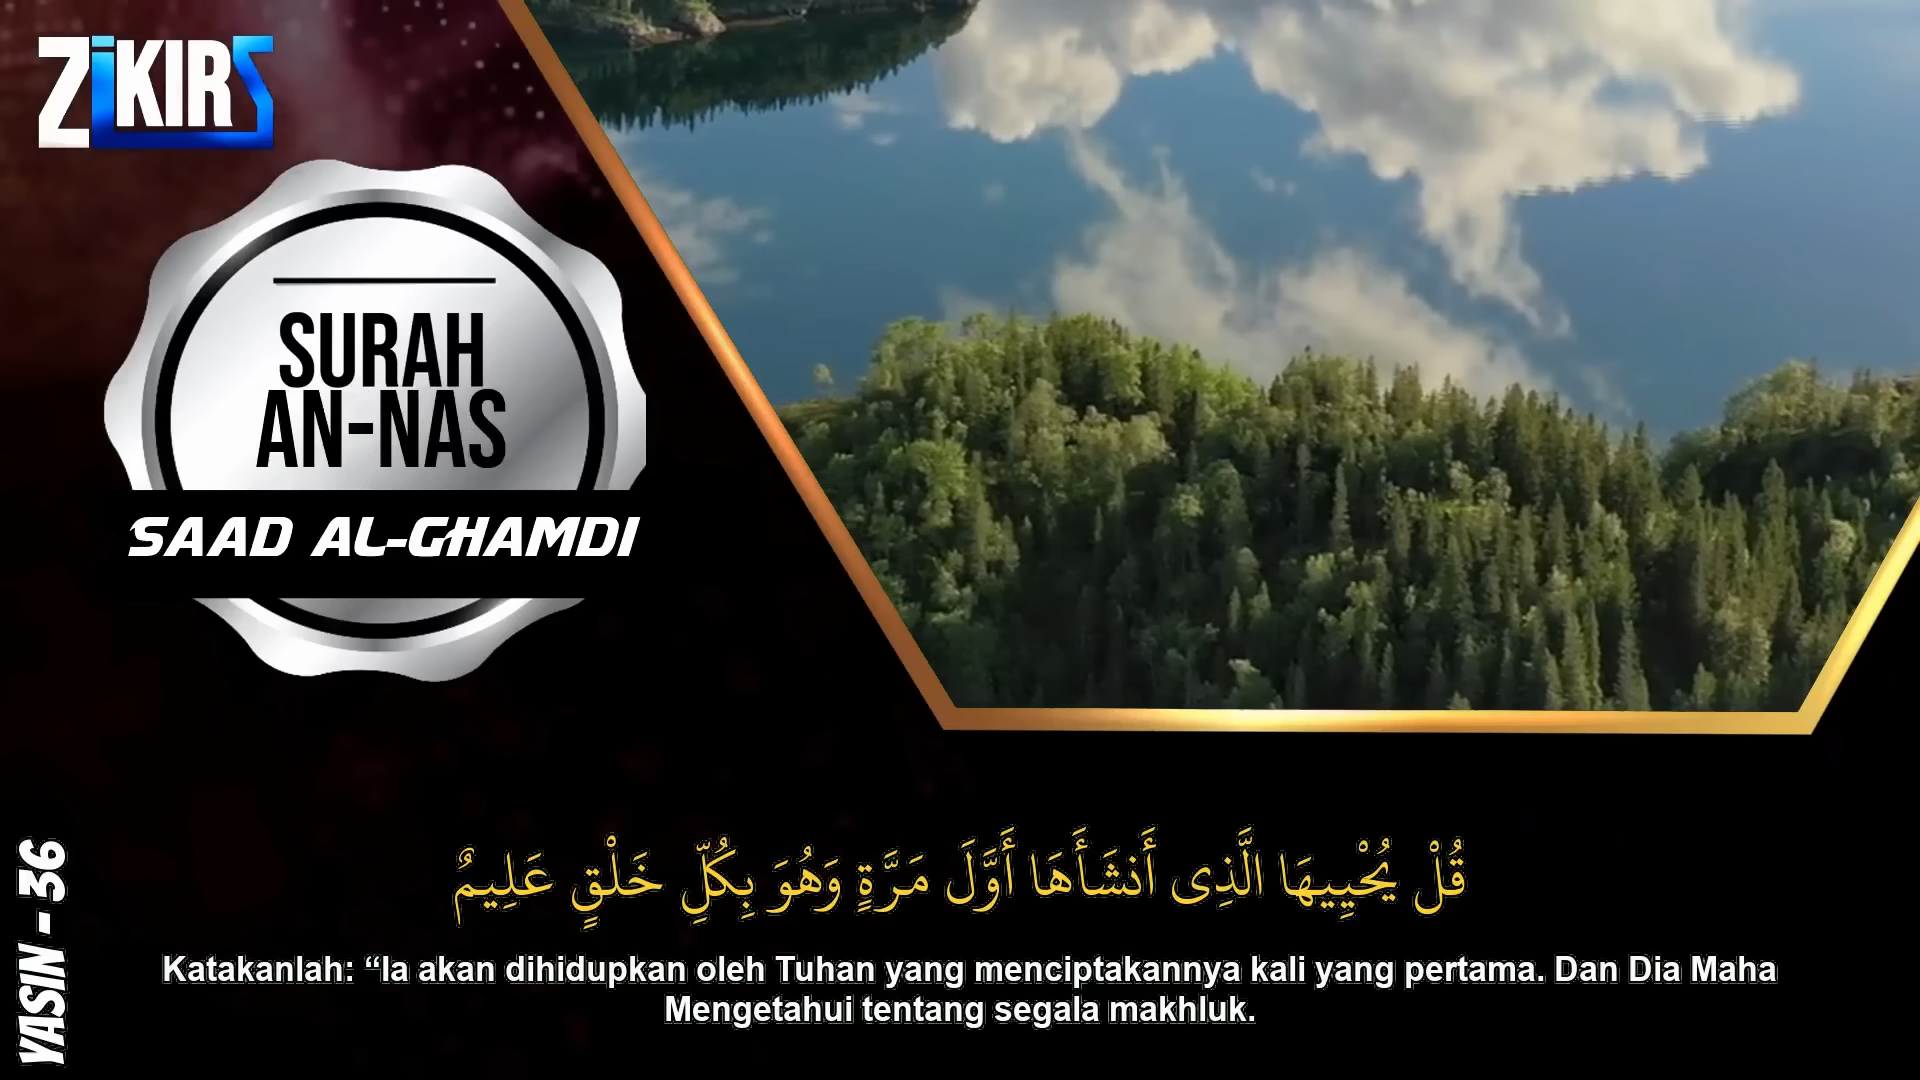 ZiKIRS
SURAH
AN-NAS
SAAD AL-GHAMDI
YASIN - 36
قُلْ يُحْيِيهَا الَّذِى أَنشَأَهَا أَوَّلَ مَرَّةٍ وَهُوَ بِكُلِّ خَلْقٍ عَلِيمٌ
Katakanlah: “Ia akan dihidupkan oleh Tuhan yang menciptakannya kali yang pertama. Dan Dia Maha
Mengetahui tentang segala makhluk.